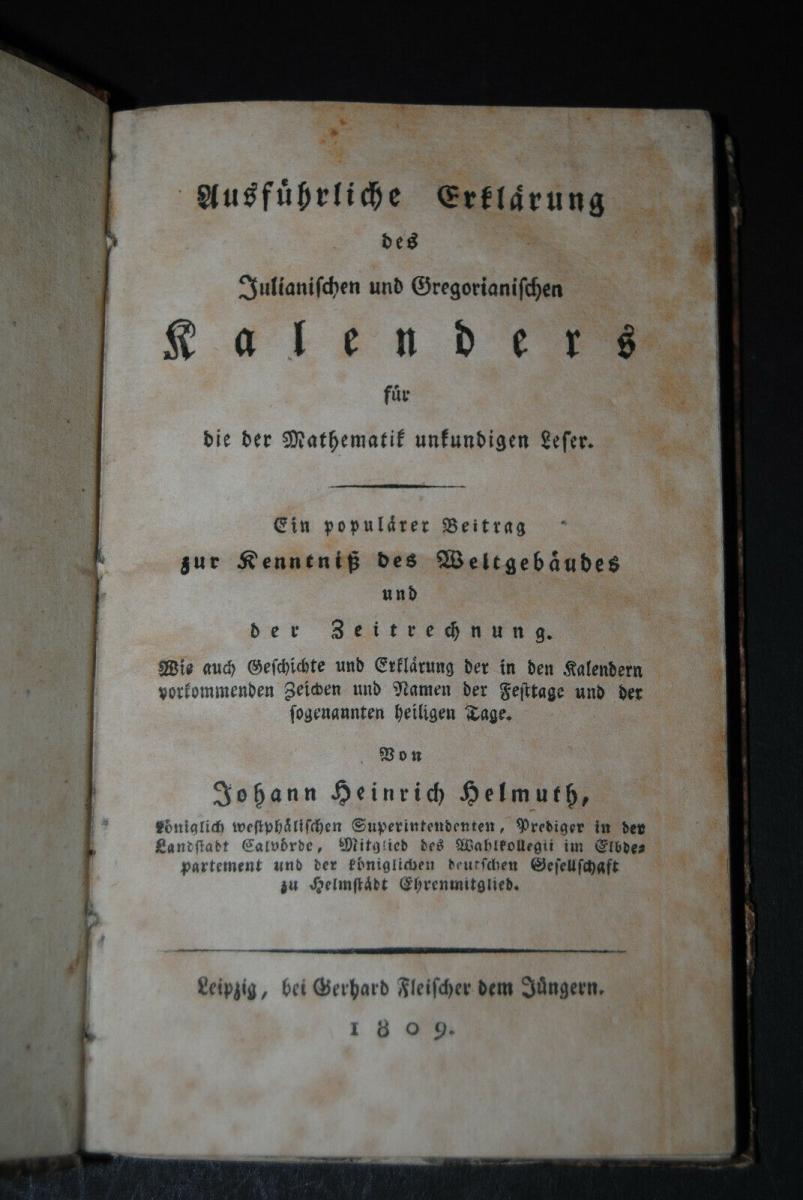 Ausführliche Erklärung
des
Julianischen und Gregorianischen
Kalenders
für
die der Mathematik unkundigen Leser.
Ein populärer Beitrag
zur Kenntniß des Weltgebäudes
und
der Zeitrechnung.
Wie auch Geschichte und Erklärung der in den Kalendern
vorkommenden Zeichen und Namen der Festtage und der
sogenannten heiligen Tage.
Von
Johann Heinrich Helmuth,
königlich westphälischen Superintendenten, Prediger in der
Landstadt Calvörde, Mitglied des Wahlkollegii im Elbde=
partement und der königlichen deutschen Gesellschaft
zu Helmstädt Ehrenmitglied.
Leipzig, bei Gerhard Fleischer dem Jüngern.
1809.